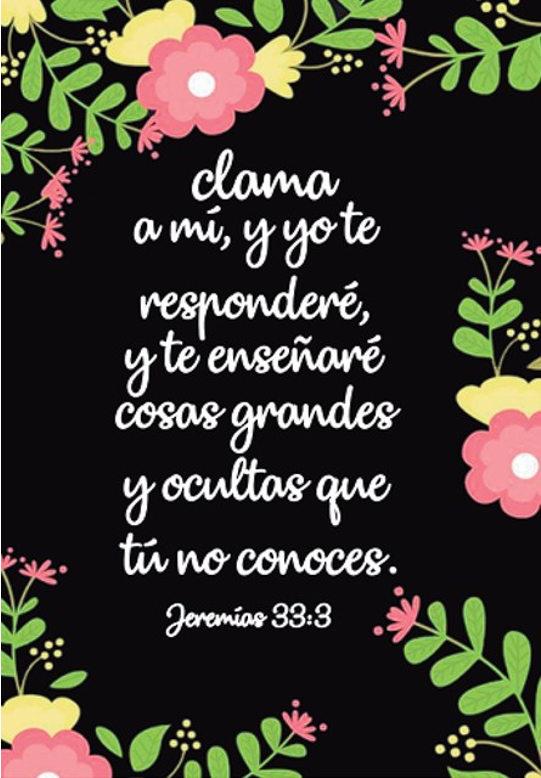 clama
a mí, y yo te
responderé,
y te enseñaré
cosas grandes
y ocultas que
tú no conoces.
Jeremías 33:3